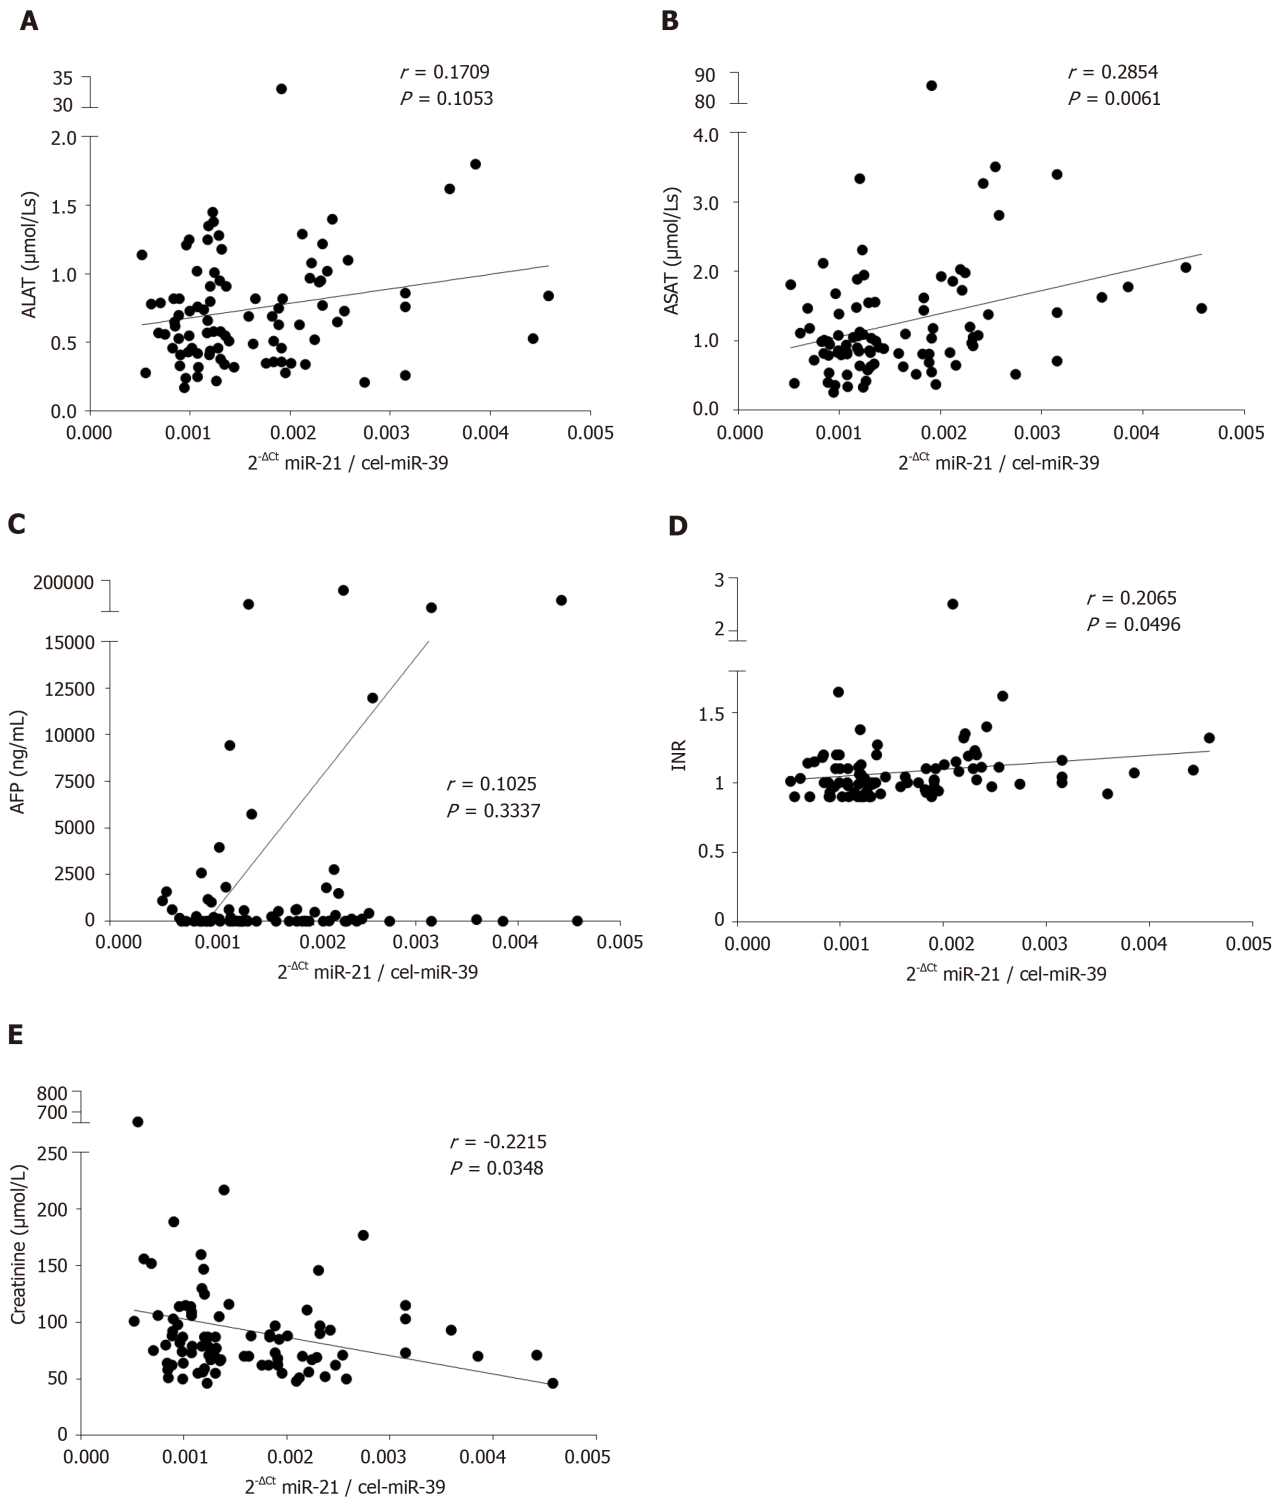 A
r = 0.1709
P = 0.1053
35
30
2.0
1.5
1.0
0.5
0.0
ALAT (µmol/Ls)
0.000 0.001 0.002 0.003 0.004 0.005
2-ΔCt miR-21 / cel-miR-39
B
r = 0.2854
P = 0.0061
90
80
4.0
3.0
2.0
1.0
0.0
ASAT (µmol/Ls)
0.000 0.001 0.002 0.003 0.004 0.005
2-ΔCt miR-21 / cel-miR-39
C
200000
15000
12500
10000
7500
5000
2500
0
AFP (ng/mL)
r = 0.1025
P = 0.3337
0.000 0.001 0.002 0.003 0.004 0.005
2-ΔCt miR-21 / cel-miR-39
D
r = 0.2065
P = 0.0496
3
2
1.5
1
0.5
0
INR
0.000 0.001 0.002 0.003 0.004 0.005
2-ΔCt miR-21 / cel-miR-39
E
r = -0.2215
P = 0.0348
800
700
250
200
150
100
50
0
Creatinine (µmol/L)
0.000 0.001 0.002 0.003 0.004 0.005
2-ΔCt miR-21 / cel-miR-39